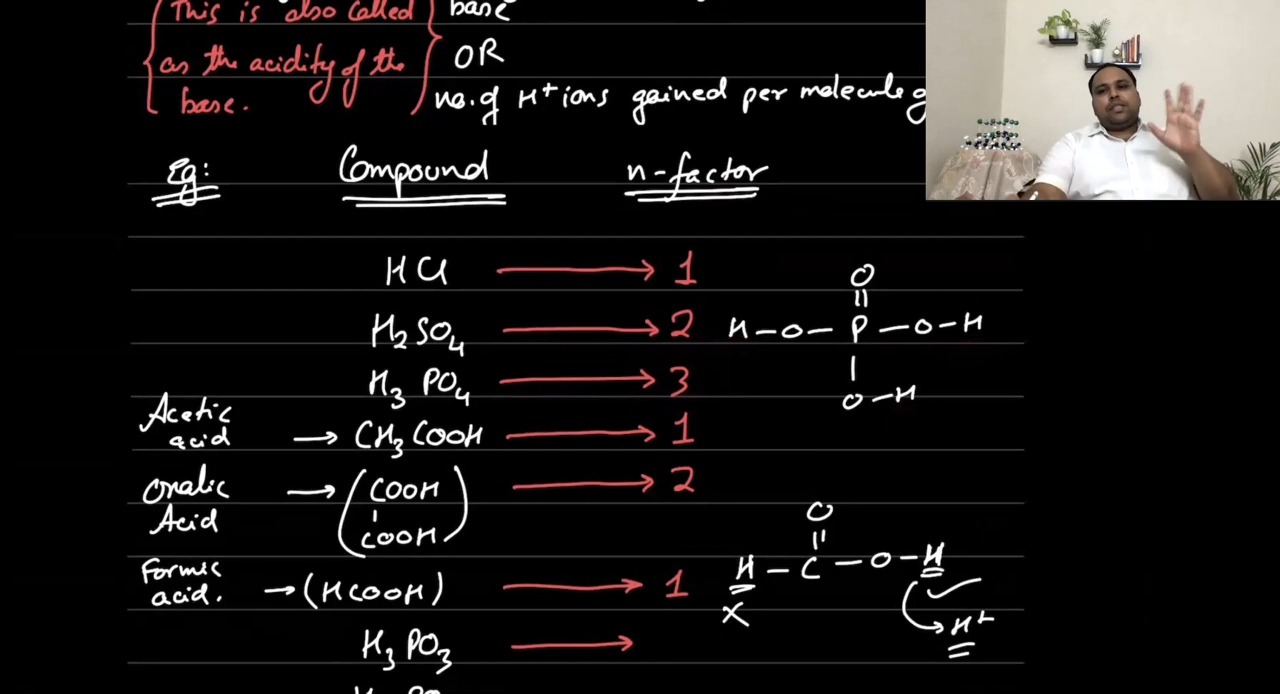 This is also called
as the acidity of the
base.
base
OR
no. of H+ ions gained per molecule
Eg: Compound n-factor
HCl → 1
H2SO4 → 2
H3PO4 → 3
Acetic acid → CH3COOH → 1
Oxalic Acid → (COOH
COOH) → 2
Formic acid. → (HCOOH) → 1
H3PO3 →
O
||
H-O-P-O-H
|
O-H
O
||
H-C-O-H
X ✓
H+